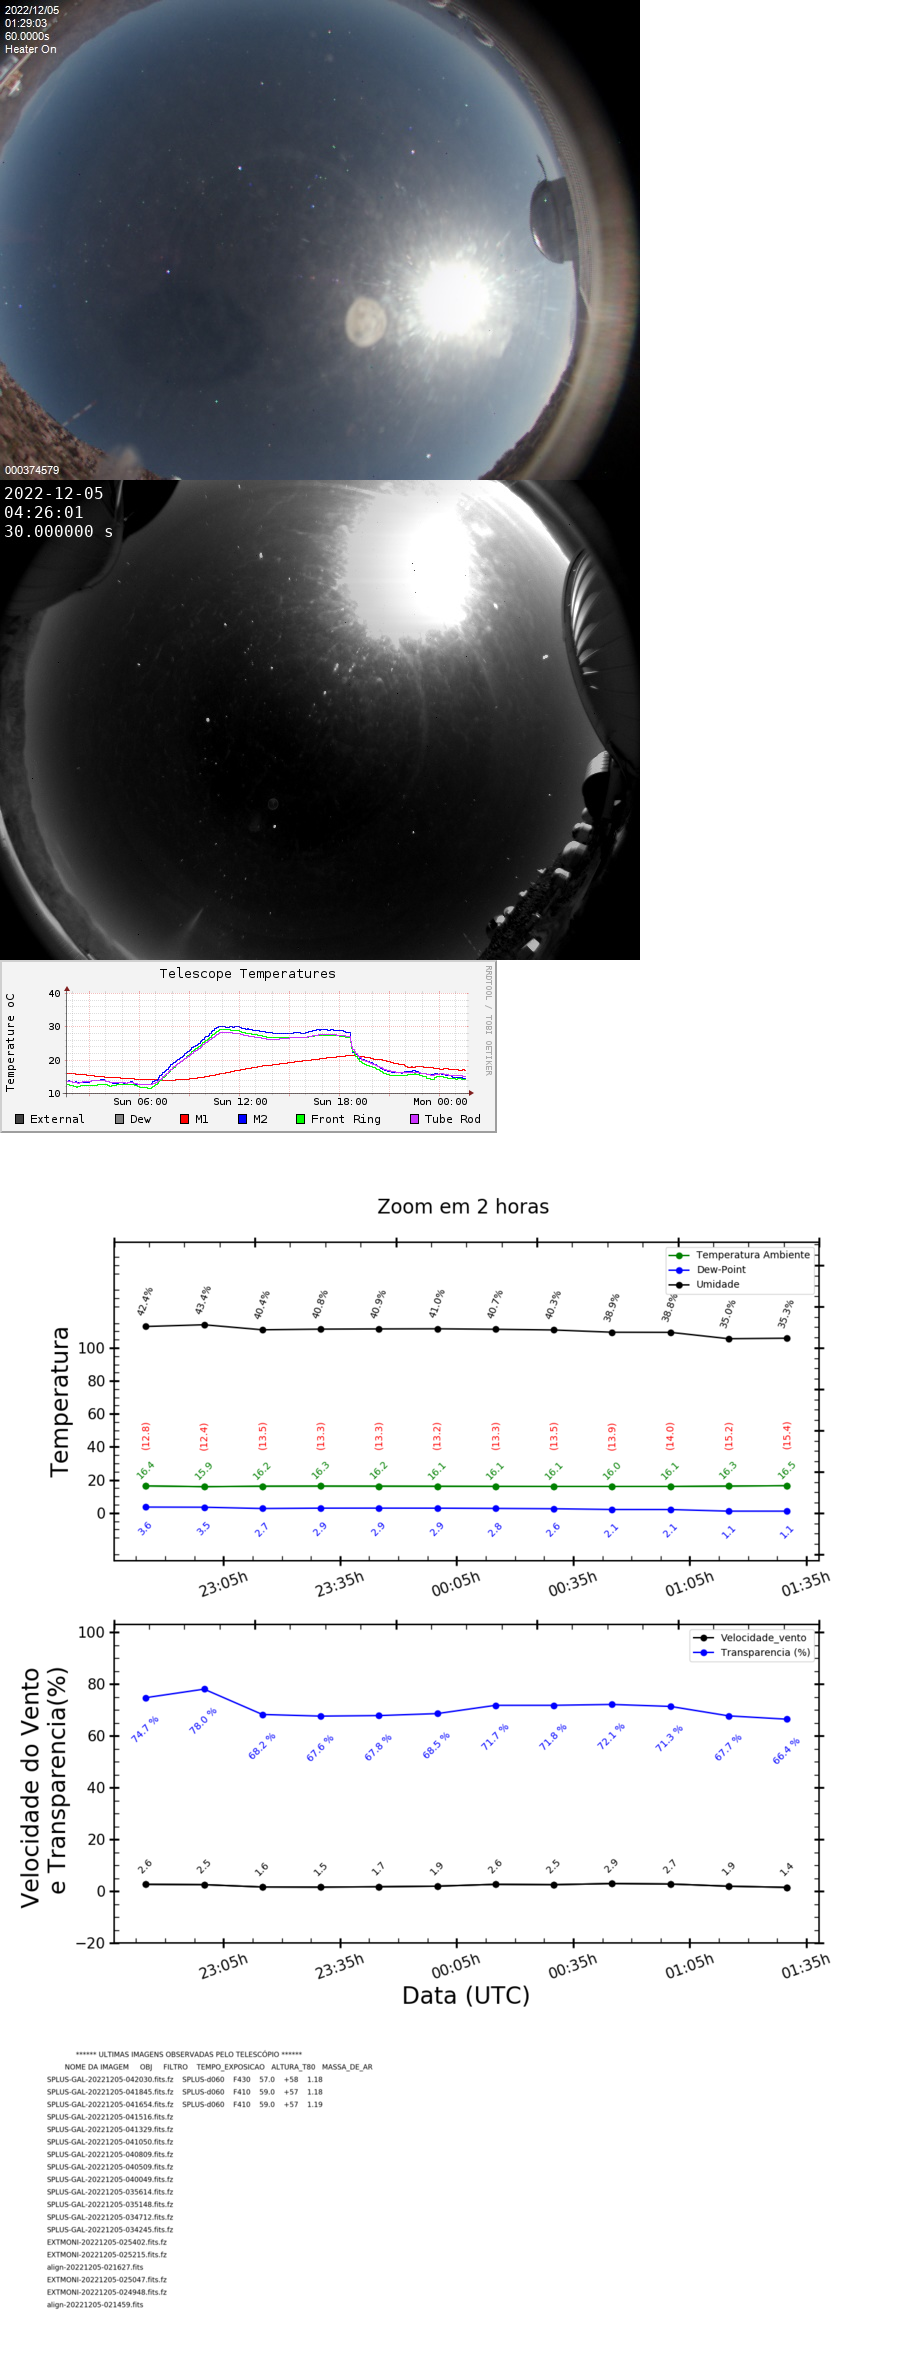 2022/12/05
01:29:03
60.0000s
Heater On
000374579
2022-12-05
04:26:01
30.000000 s
Telescope Temperatures
Temperature oC
RRDTOOL / TOBI OETIKER
40
30
20
10
Sun 06:00 Sun 12:00 Sun 18:00 Mon 00:00
External Dew M1 M2 Front Ring Tube Rod
Zoom em 2 horas
Temperatura Ambiente
Dew-Point
Umidade
42.4% 43.4% 40.4% 40.8% 40.9% 41.0% 40.7% 40.3% 38.9% 38.8% 35.0% 35.3%
Temperatura
100
80
60
40
20
0
(12.8) (12.4) (13.5) (13.3) (13.3) (13.2) (13.3) (13.5) (13.9) (14.0) (15.2) (15.4)
16.4 15.9 16.2 16.3 16.2 16.1 16.1 16.1 16.0 16.1 16.3 16.5
3.6 3.5 2.7 2.9 2.9 2.9 2.8 2.6 2.1 2.1 1.1 1.1
23:05h 23:35h 00:05h 00:35h 01:05h 01:35h
Velocidade_vento
Transparencia (%)
Velocidade do Vento
e Transparencia(%)
100
80
60
40
20
0
−20
74.7 % 78.0 % 68.2 % 67.6 % 67.8 % 68.5 % 71.7 % 71.8 % 72.1 % 71.3 % 67.7 % 66.4 %
2.6 2.5 1.6 1.5 1.7 1.9 2.6 2.5 2.9 2.7 1.9 1.4
23:05h 23:35h 00:05h 00:35h 01:05h 01:35h
Data (UTC)
****** ULTIMAS IMAGENS OBSERVADAS PELO TELESCÓPIO ******
NOME DA IMAGEM OBJ FILTRO TEMPO_EXPOSICAO ALTURA_T80 MASSA_DE_AR
SPLUS-GAL-20221205-042030.fits.fz SPLUS-d060 F430 57.0 +58 1.18
SPLUS-GAL-20221205-041845.fits.fz SPLUS-d060 F410 59.0 +57 1.18
SPLUS-GAL-20221205-041654.fits.fz SPLUS-d060 F410 59.0 +57 1.19
SPLUS-GAL-20221205-041516.fits.fz
SPLUS-GAL-20221205-041329.fits.fz
SPLUS-GAL-20221205-041050.fits.fz
SPLUS-GAL-20221205-040809.fits.fz
SPLUS-GAL-20221205-040509.fits.fz
SPLUS-GAL-20221205-040049.fits.fz
SPLUS-GAL-20221205-035614.fits.fz
SPLUS-GAL-20221205-035148.fits.fz
SPLUS-GAL-20221205-034712.fits.fz
SPLUS-GAL-20221205-034245.fits.fz
EXTMONI-20221205-025402.fits.fz
EXTMONI-20221205-025215.fits.fz
align-20221205-021627.fits
EXTMONI-20221205-025047.fits.fz
EXTMONI-20221205-024948.fits.fz
align-20221205-021459.fits